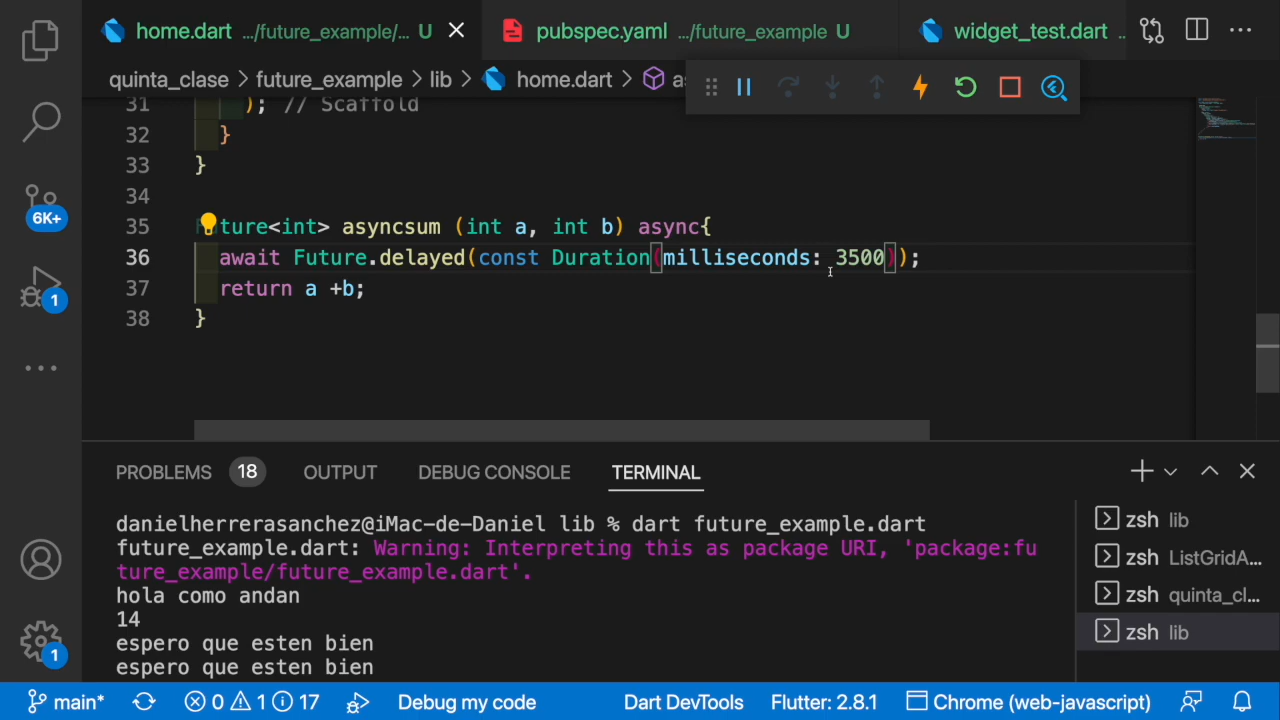 home.dart .../future_example/... U
pubspec.yaml .../future_example U
widget_test.dart ..
quinta_clase > future_example > lib > home.dart > as
31 ); // Scaffold
32 }
33 }
34
35 ture<int> asyncsum (int a, int b) async{
36 await Future.delayed(const Duration(milliseconds: 3500));
37 return a +b;
38 }
6K+
1
PROBLEMS 18 OUTPUT DEBUG CONSOLE TERMINAL
danielherrerasanchez@iMac-de-Daniel lib % dart future_example.dart
future_example.dart: Warning: Interpreting this as package URI, 'package:fu
ture_example/future_example.dart'.
hola como andan
14
espero que esten bien
espero que esten bien
zsh lib
zsh ListGridA...
zsh quinta_cl...
zsh lib
1
main* 0 1 17 Debug my code Dart DevTools Flutter: 2.8.1 Chrome (web-javascript)